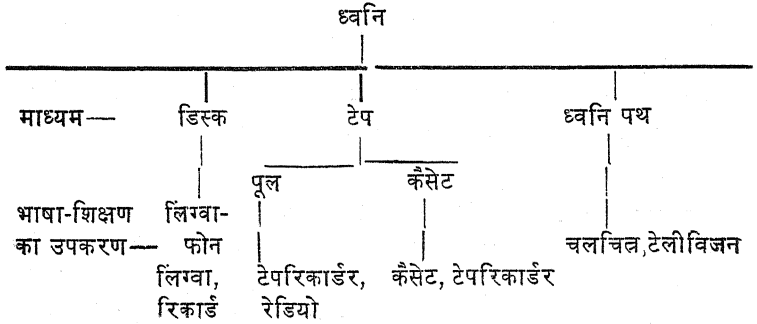 ध्वनि
माध्यम— डिस्क टेप ध्वनि पथ
पूल कैसेट
भाषा-शिक्षण लिंग्वा-
का उपकरण— फोन चलचित्र, टेलीविजन
लिंग्वा, टेपरिकार्डर, कैसेट, टेपरिकार्डर
रिकार्ड रेडियो